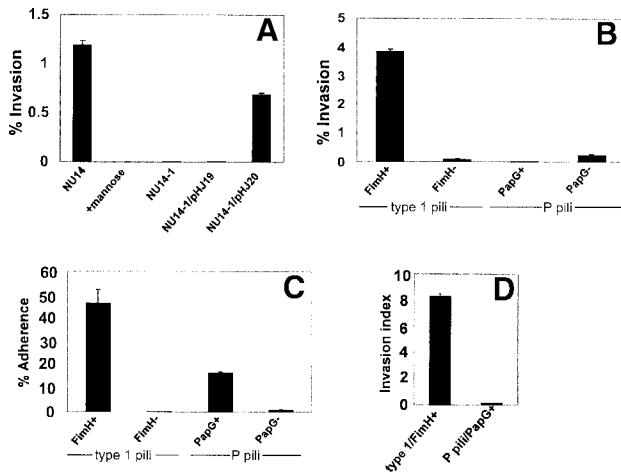 A
% Invasion
1.5
1
0.5
0
NU14
+mannose
NU14-1
NU14-1/pHJ19
NU14-1/pHJ20
B
% Invasion
5
4
3
2
1
0
FimH+
FimH-
PapG+
PapG-
type 1 pili
P pili
C
% Adherence
60
50
40
30
20
10
0
FimH+
FimH-
PapG+
PapG-
type 1 pili
P pili
D
Invasion index
10
8
6
4
2
0
type 1/FimH+
P pili/PapG+